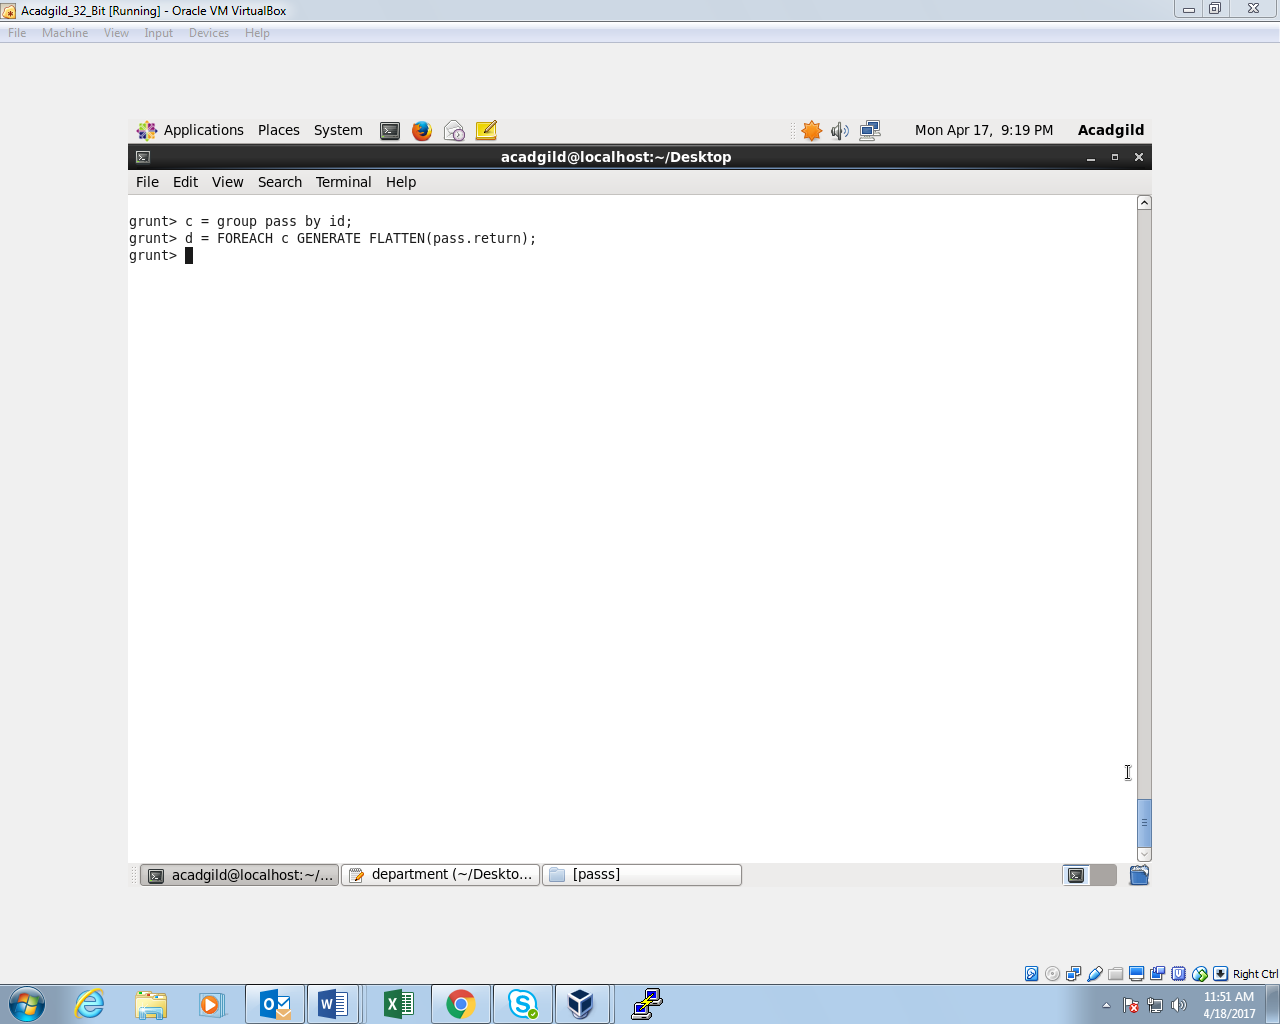 Acadgild_32_Bit [Running] - Oracle VM VirtualBox
File Machine View Input Devices Help
Applications Places System Mon Apr 17, 9:19 PM Acadgild
acadgild@localhost:~/Desktop
File Edit View Search Terminal Help
grunt> c = group pass by id;
grunt> d = FOREACH c GENERATE FLATTEN(pass.return);
grunt>
acadgild@localhost:~/... department (~/Deskto... [passs]
Right Ctrl
11:51 AM
4/18/2017